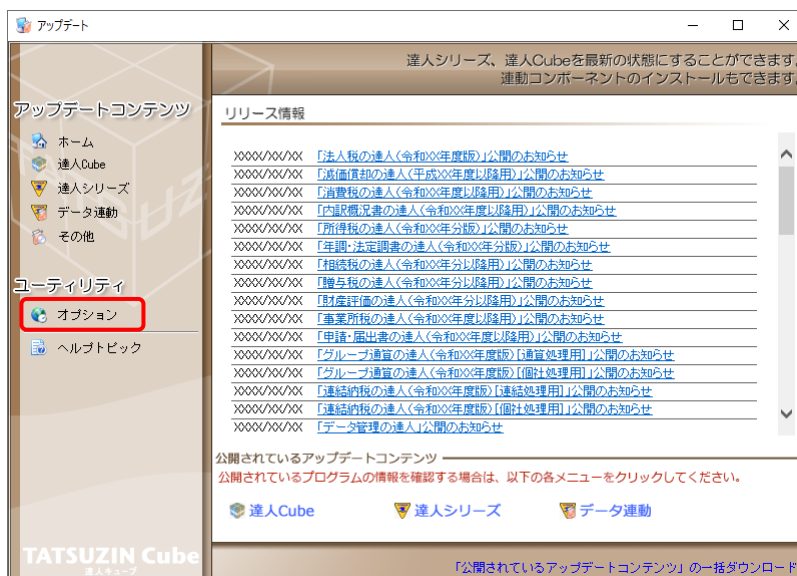 アップデート
達人シリーズ、達人Cubeを最新の状態にすることができます。
連動コンポーネントのインストールもできます。
アップデートコンテンツ
ホーム
達人Cube
達人シリーズ
データ連動
その他
ユーティリティ
オプション
ヘルプトピック
リリース情報
XXXX/XX/XX 「法人税の達人(令和XX年度版)」公開のお知らせ
XXXX/XX/XX 「減価償却の達人(平成XX年度以降用)」公開のお知らせ
XXXX/XX/XX 「消費税の達人(令和XX年度以降用)」公開のお知らせ
XXXX/XX/XX 「内訳概況書の達人(令和XX年度以降用)」公開のお知らせ
XXXX/XX/XX 「所得税の達人(令和XX年分版)」公開のお知らせ
XXXX/XX/XX 「年調・法定調書の達人(令和XX年分版)」公開のお知らせ
XXXX/XX/XX 「相続税の達人(令和XX年分以降用)」公開のお知らせ
XXXX/XX/XX 「贈与税の達人(令和XX年分以降用)」公開のお知らせ
XXXX/XX/XX 「財産評価の達人(令和XX年分以降用)」公開のお知らせ
XXXX/XX/XX 「事業所税の達人(令和XX年度以降用)」公開のお知らせ
XXXX/XX/XX 「申請・届出書の達人(令和XX年度以降用)」公開のお知らせ
XXXX/XX/XX 「グループ通算の達人(令和XX年度版)[通算処理用]」公開のお知らせ
XXXX/XX/XX 「グループ通算の達人(令和XX年度版)[個社処理用]」公開のお知らせ
XXXX/XX/XX 「連結納税の達人(令和XX年度版)[連結処理用]」公開のお知らせ
XXXX/XX/XX 「連結納税の達人(令和XX年度版)[個社処理用]」公開のお知らせ
XXXX/XX/XX 「データ管理の達人」公開のお知らせ
公開されているアップデートコンテンツ
公開されているプログラムの情報を確認する場合は、以下の各メニューをクリックしてください。
達人Cube 達人シリーズ データ連動
TATSUZIN Cube
達人キューブ
「公開されているアップデートコンテンツ」の一括ダウンロード